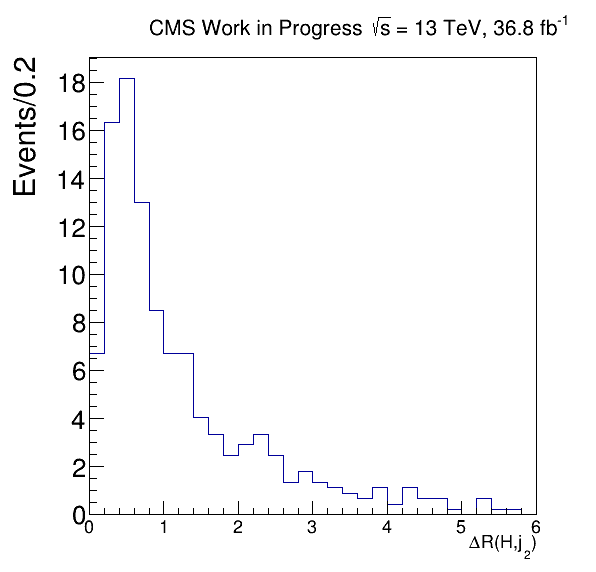 CMS Work in Progress √s = 13 TeV, 36.8 fb⁻¹
Events/0.2
18
16
14
12
10
8
6
4
2
0
0 1 2 3 4 5 6
ΔR(H,j₂)